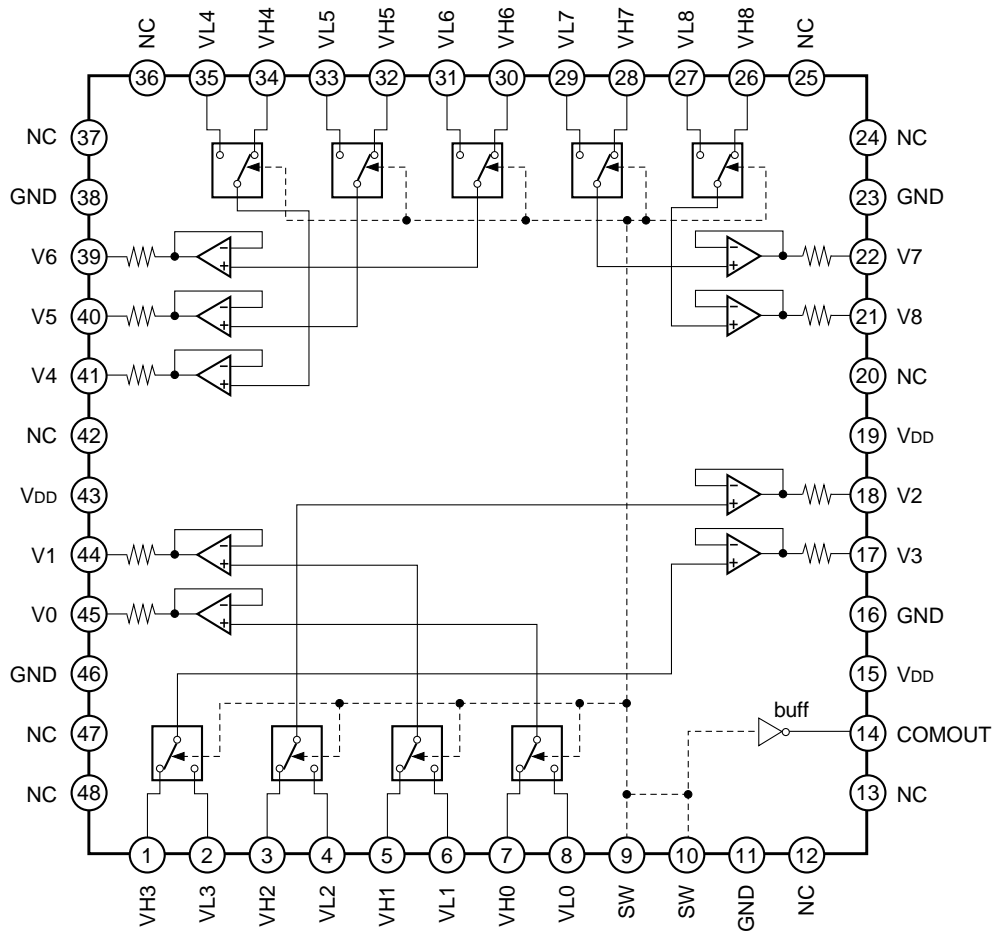 NC
VL4
VH4
VL5
VH5
VL6
VH6
VL7
VH7
VL8
VH8
NC
36
35
34
33
32
31
30
29
28
27
26
25
NC 37
24 NC
GND 38
23 GND
V6 39
- +
- +
22 V7
V5 40
- +
- +
21 V8
V4 41
- +
20 NC
NC 42
19 VDD
VDD 43
- +
18 V2
V1 44
- +
- +
17 V3
V0 45
- +
16 GND
GND 46
15 VDD
buff
NC 47
14 COMOUT
NC 48
13 NC
1
2
3
4
5
6
7
8
9
10
11
12
VH3
VL3
VH2
VL2
VH1
VL1
VH0
VL0
SW
SW
GND
NC